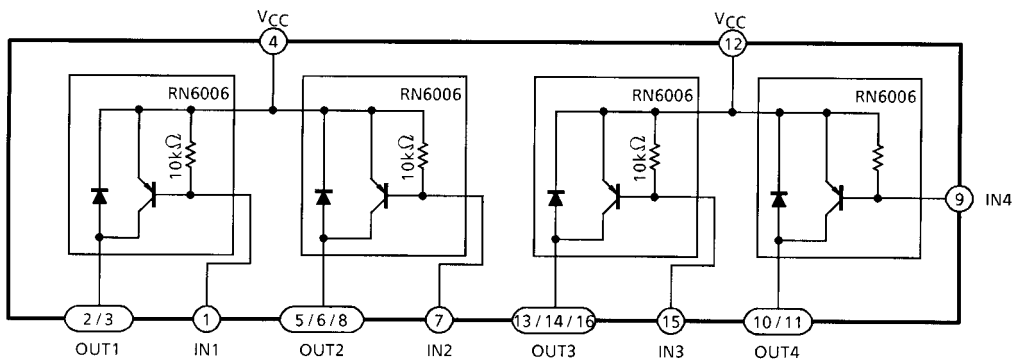 VCC
VCC
4
12
RN6006
RN6006
RN6006
RN6006
10kΩ
10kΩ
10kΩ
9
IN4
2 / 3
1
5 / 6 / 8
7
13 / 14 / 16
15
10 / 11
OUT1
IN1
OUT2
IN2
OUT3
IN3
OUT4